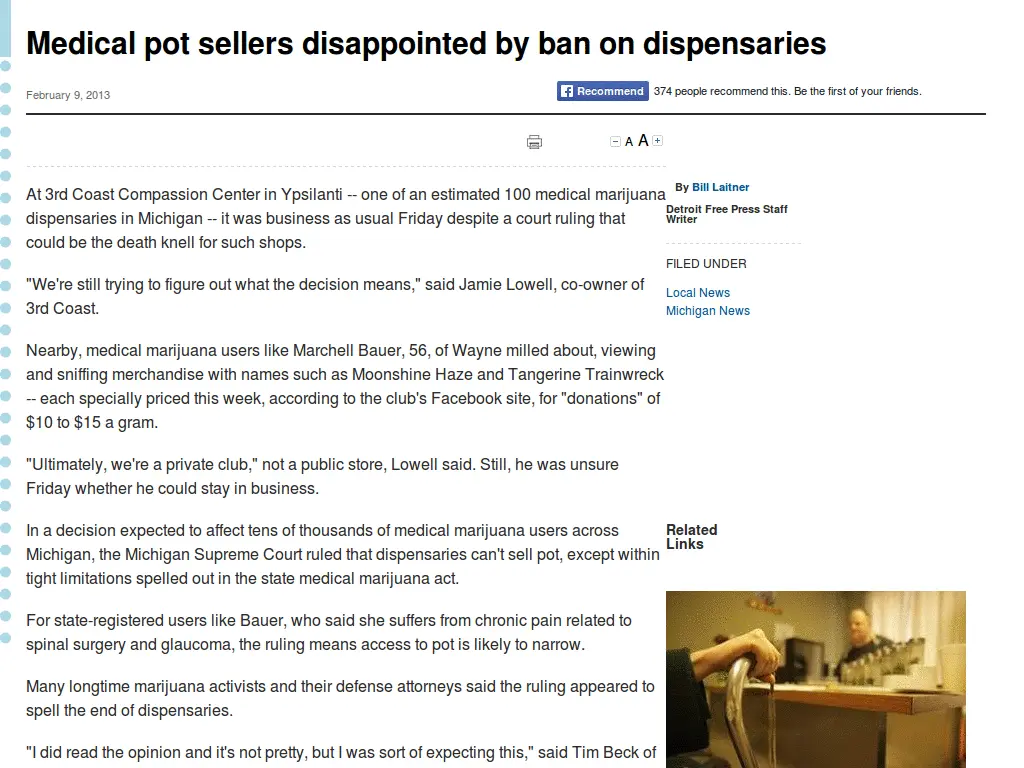 Medical pot sellers disappointed by ban on dispensaries
February 9, 2013
Recommend 374 people recommend this. Be the first of your friends.
A A
At 3rd Coast Compassion Center in Ypsilanti -- one of an estimated 100 medical marijuana
dispensaries in Michigan -- it was business as usual Friday despite a court ruling that
could be the death knell for such shops.
"We're still trying to figure out what the decision means," said Jamie Lowell, co-owner of
3rd Coast.
Nearby, medical marijuana users like Marchell Bauer, 56, of Wayne milled about, viewing
and sniffing merchandise with names such as Moonshine Haze and Tangerine Trainwreck
-- each specially priced this week, according to the club's Facebook site, for "donations" of
$10 to $15 a gram.
"Ultimately, we're a private club," not a public store, Lowell said. Still, he was unsure
Friday whether he could stay in business.
In a decision expected to affect tens of thousands of medical marijuana users across
Michigan, the Michigan Supreme Court ruled that dispensaries can't sell pot, except within
tight limitations spelled out in the state medical marijuana act.
For state-registered users like Bauer, who said she suffers from chronic pain related to
spinal surgery and glaucoma, the ruling means access to pot is likely to narrow.
Many longtime marijuana activists and their defense attorneys said the ruling appeared to
spell the end of dispensaries.
"I did read the opinion and it's not pretty, but I was sort of expecting this," said Tim Beck of
By Bill Laitner
Detroit Free Press Staff
Writer
FILED UNDER
Local News
Michigan News
Related
Links